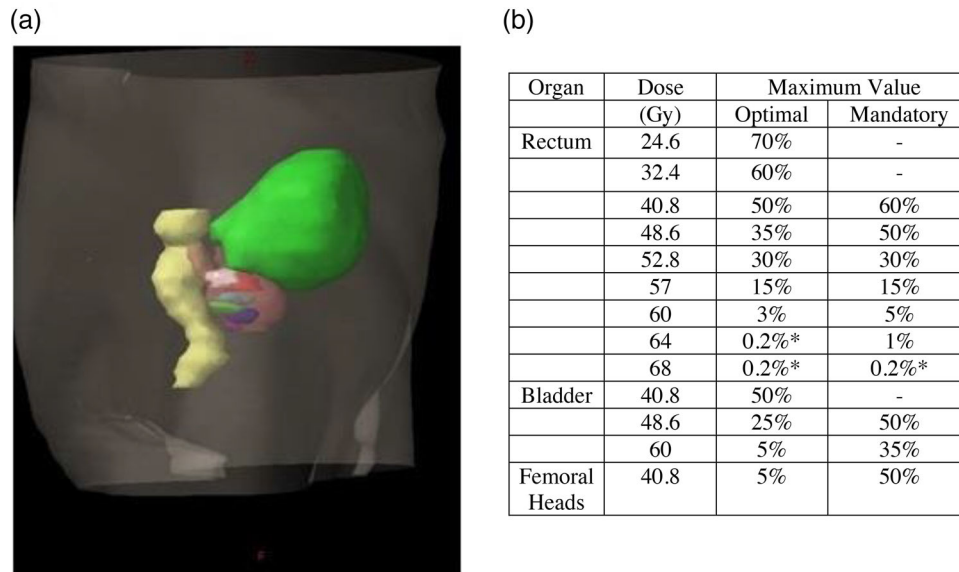 (a)
(b)
Organ Dose Maximum Value
(Gy) Optimal Mandatory
Rectum 24.6 70% -
32.4 60% -
40.8 50% 60%
48.6 35% 50%
52.8 30% 30%
57 15% 15%
60 3% 5%
64 0.2%* 1%
68 0.2%* 0.2%*
Bladder 40.8 50% -
48.6 25% 50%
60 5% 35%
Femoral 40.8 5% 50%
Heads
F